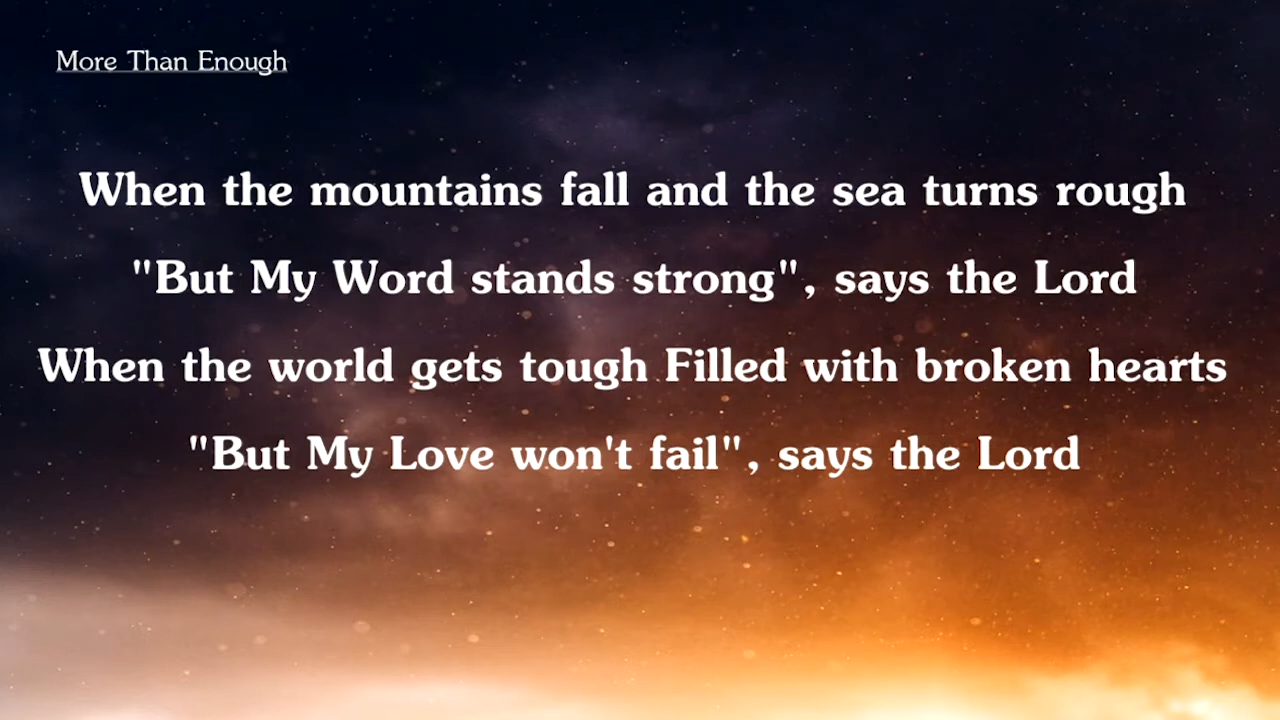 More Than Enough
When the mountains fall and the sea turns rough
"But My Word stands strong", says the Lord
When the world gets tough Filled with broken hearts
"But My Love won't fail", says the Lord